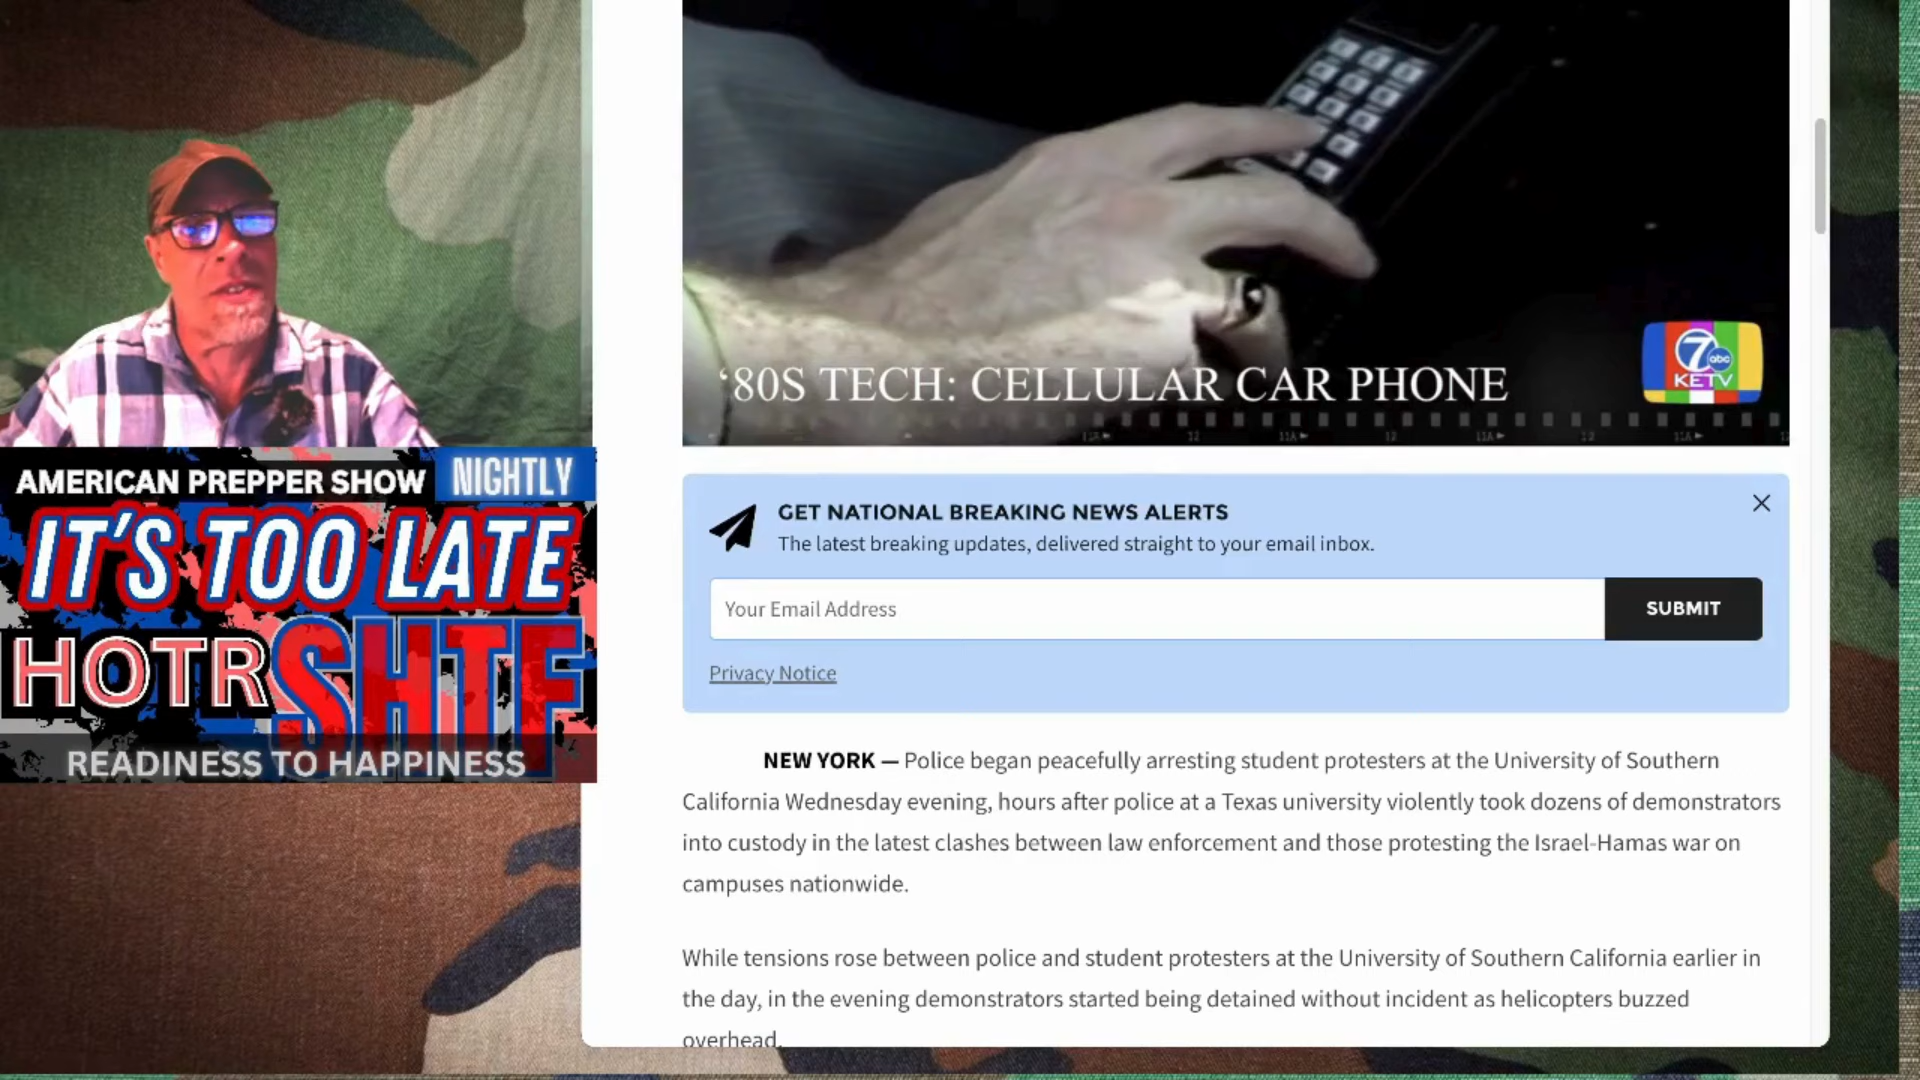 AMERICAN PREPPER SHOW
NIGHTLY
IT'S TOO LATE
HOTR SHTF
READINESS TO HAPPINESS
'80S TECH: CELLULAR CAR PHONE
7 abc
KETV
GET NATIONAL BREAKING NEWS ALERTS
The latest breaking updates, delivered straight to your email inbox.
Your Email Address
SUBMIT
Privacy Notice
NEW YORK — Police began peacefully arresting student protesters at the University of Southern
California Wednesday evening, hours after police at a Texas university violently took dozens of demonstrators
into custody in the latest clashes between law enforcement and those protesting the Israel-Hamas war on
campuses nationwide.
While tensions rose between police and student protesters at the University of Southern California earlier in
the day, in the evening demonstrators started being detained without incident as helicopters buzzed
overhead.